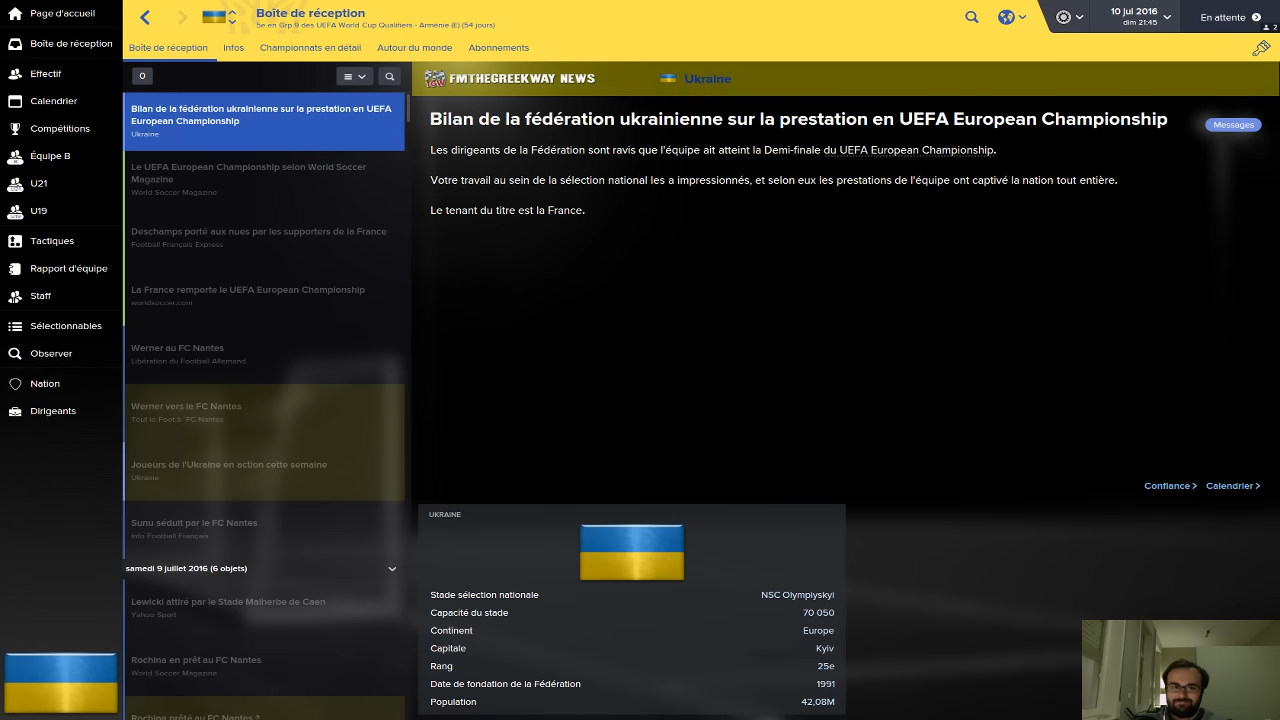 Page d'accueil
Boîte de réception
Effectif
Calendrier
Compétitions
Équipe B
U21
U19
Tactiques
Rapport d'équipe
Staff
Sélectionnables
Observer
Nation
Dirigeants
Boîte de réception
5e en Grp 9 des UEFA World Cup Qualifiers - Arménie (E) (54 jours)
10 jul 2016
dim 21:45
En attente
2
Boîte de réception Infos Championnats en détail Autour du monde Abonnements
0
Bilan de la fédération ukrainienne sur la prestation en UEFA
European Championship
Ukraine
Le UEFA European Championship selon World Soccer
Magazine
World Soccer Magazine
Deschamps porté aux nues par les supporters de la France
Football Français Express
La France remporte le UEFA European Championship
worldsoccer.com
Werner au FC Nantes
Libération du Football Allemand
Werner vers le FC Nantes
Tout le Foot à FC Nantes
Joueurs de l'Ukraine en action cette semaine
Ukraine
Sunu séduit par le FC Nantes
Info Football Français
samedi 9 juillet 2016 (6 objets)
Lewicki attiré par le Stade Malherbe de Caen
Yahoo Sport
Rochina en prêt au FC Nantes
World Soccer Magazine
Rochina prêté au FC Nantes ?
FMTHEGREEKWAY NEWS
Ukraine
Bilan de la fédération ukrainienne sur la prestation en UEFA European Championship
Messages
Les dirigeants de la Fédération sont ravis que l'équipe ait atteint la Demi-finale du UEFA European Championship.
Votre travail au sein de la sélection national les a impressionnés, et selon eux les prestations de l'équipe ont captivé la nation tout entière.
Le tenant du titre est la France.
Confiance Calendrier
UKRAINE
Stade sélection nationale NSC Olympiyskyi
Capacité du stade 70 050
Continent Europe
Capitale Kyiv
Rang 25e
Date de fondation de la Fédération 1991
Population 42,08M